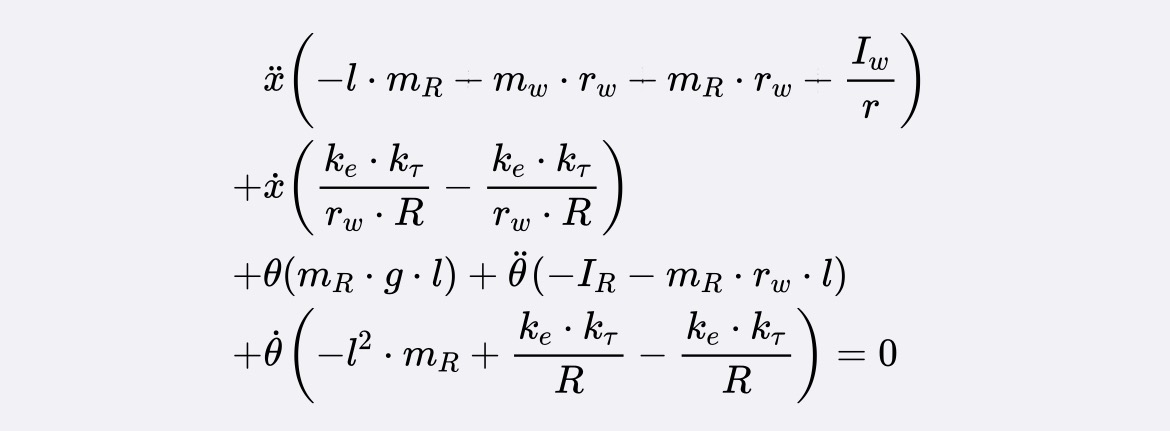 ẍ(−l · m_R − m_w · r_w − m_R · r_w − I_w/r)
+ẋ((k_e · k_τ)/(r_w · R) − (k_e · k_τ)/(r_w · R))
+θ(m_R · g · l) + θ̈(−I_R − m_R · r_w · l)
+θ̇(−l² · m_R + (k_e · k_τ)/R − (k_e · k_τ)/R) = 0